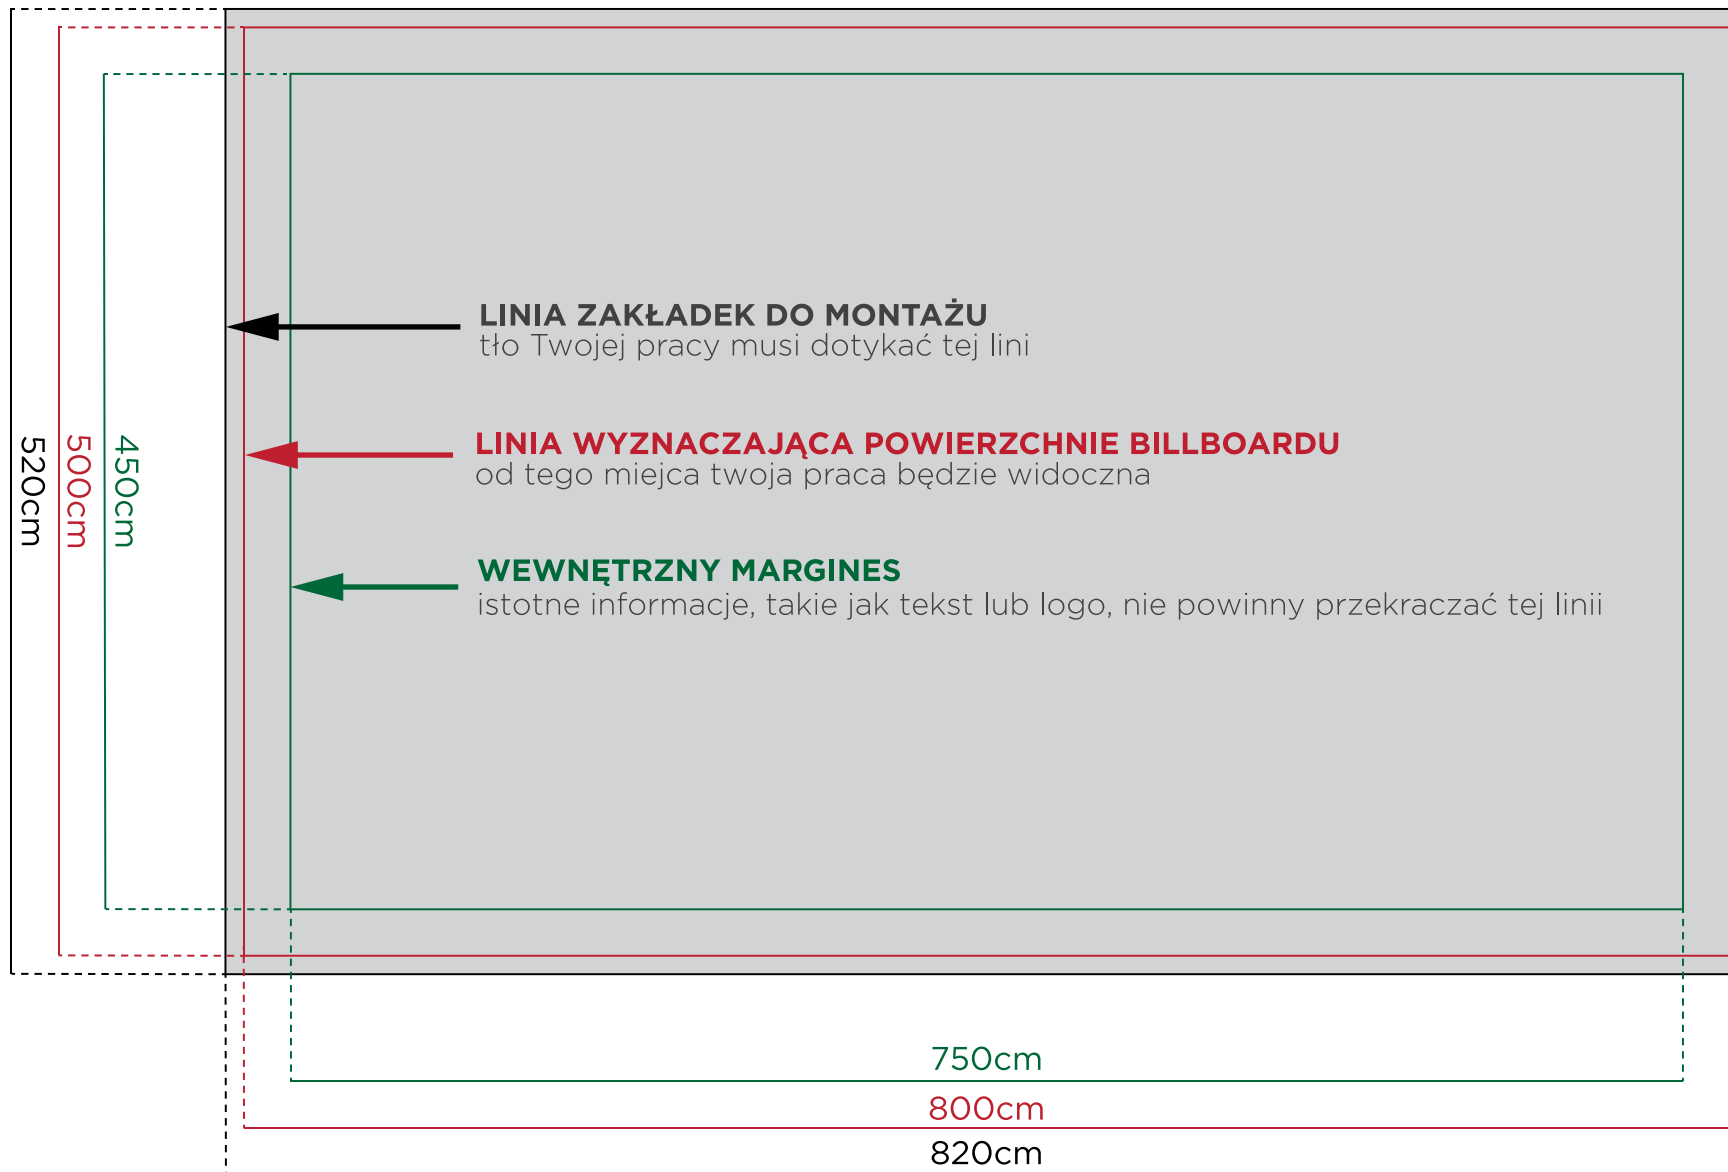 LINIA ZAKŁADEK DO MONTAŻU
tło Twojej pracy musi dotykać tej lini
LINIA WYZNACZAJĄCA POWIERZCHNIE BILLBOARDU
od tego miejca twoja praca będzie widoczna
WEWNĘTRZNY MARGINES
istotne informacje, takie jak tekst lub logo, nie powinny przekraczać tej linii
520cm
500cm
450cm
750cm
800cm
820cm